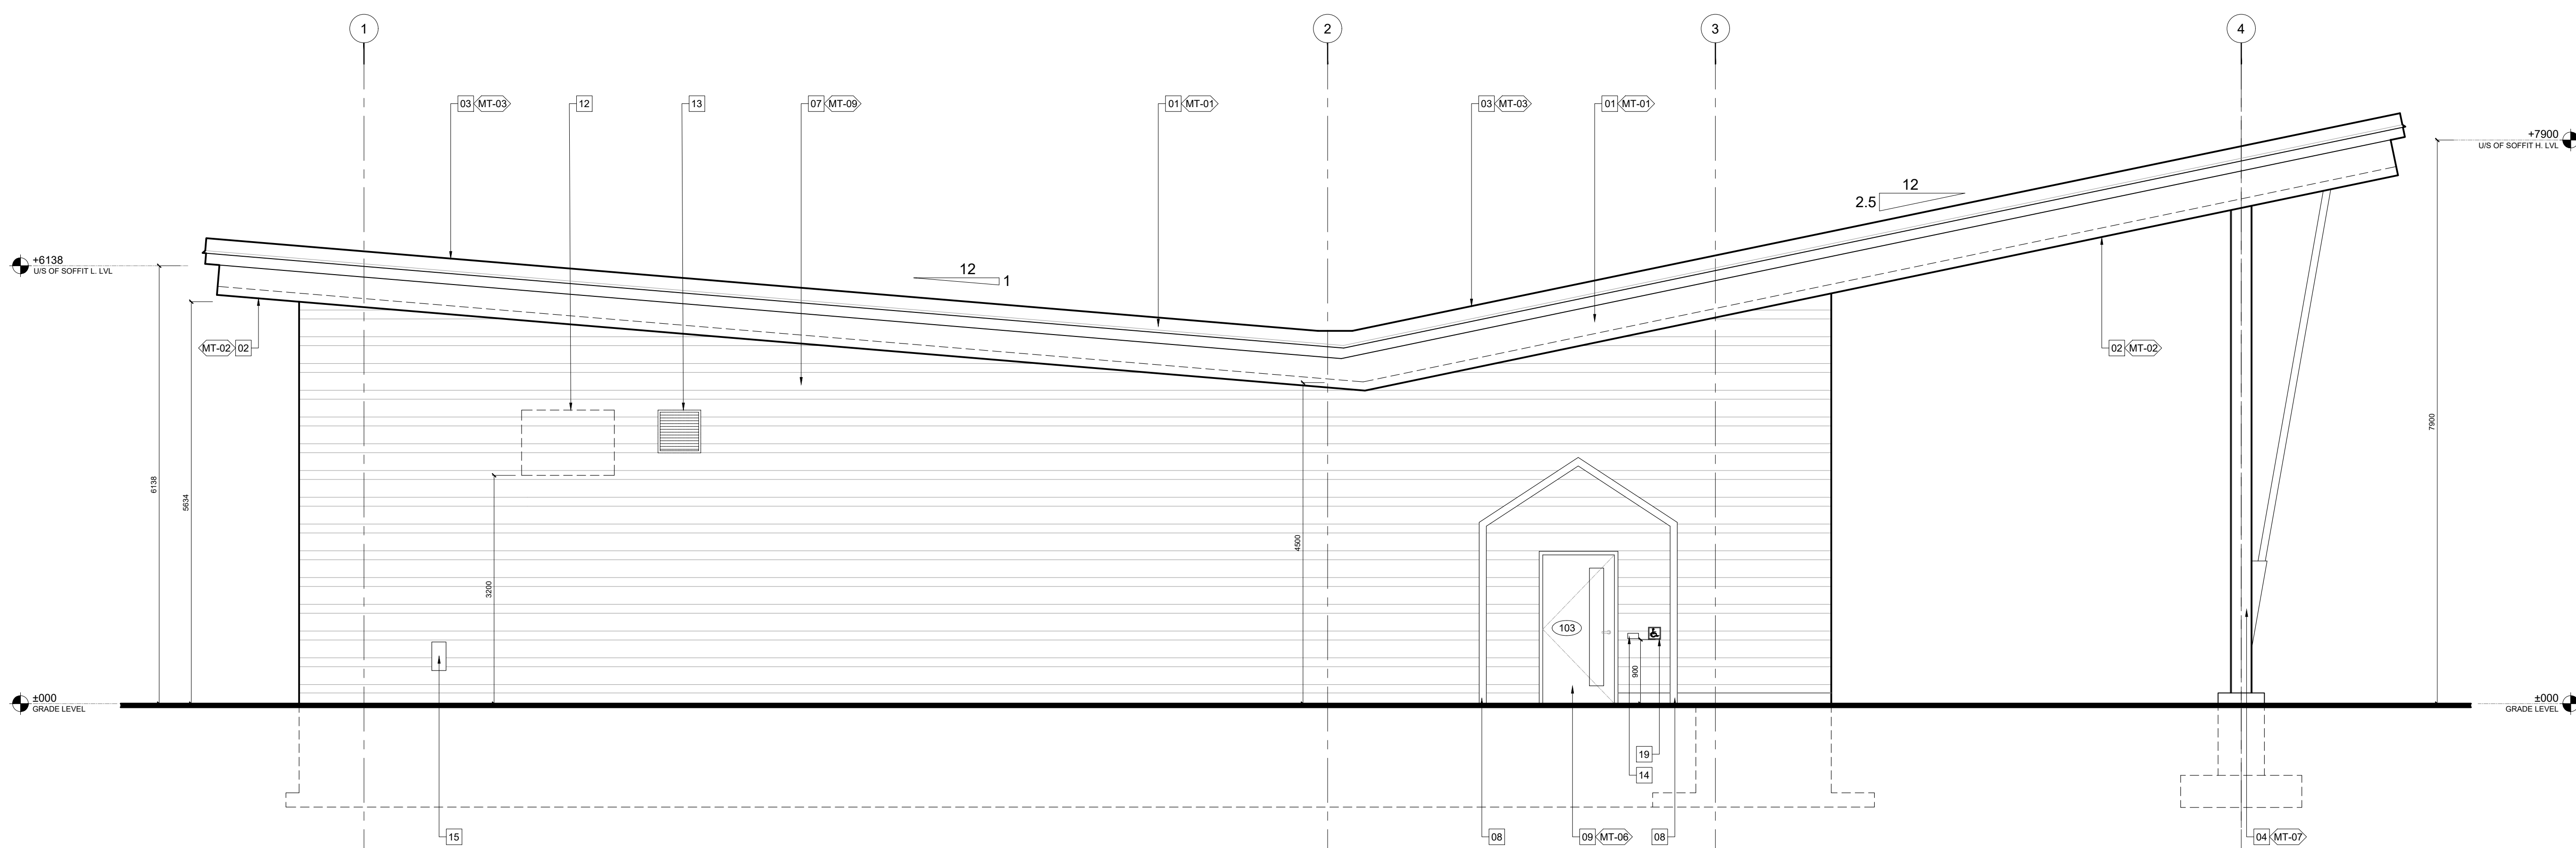 1
2
3
4
03 MT-03
12
13
07 MT-09
01 MT-01
03 MT-03
01 MT-01
+7900
U/S OF SOFFIT H. LVL
12
2.5
+6138
U/S OF SOFFIT L. LVL
12
1
MT-02 02
02 MT-02
7900
6138
5634
4500
3200
103
900
±000
GRADE LEVEL
±000
GRADE LEVEL
19
14
15
08
09 MT-06
08
04 MT-07